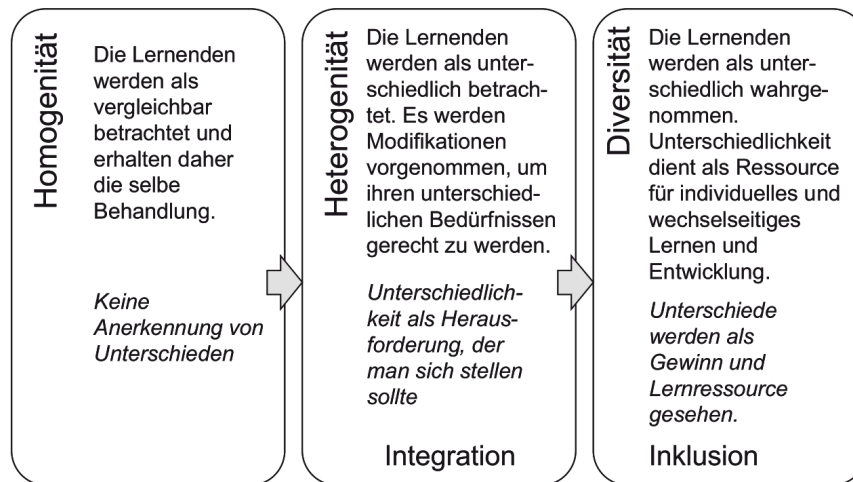 Homogenität
Die Lernenden
werden als
vergleichbar
betrachtet und
erhalten daher
die selbe
Behandlung.
Keine
Anerkennung von
Unterschieden
Heterogenität
Die Lernenden
werden als unter-
schiedlich betrach-
tet. Es werden
Modifikationen
vorgenommen, um
ihren unterschied-
lichen Bedürfnissen
gerecht zu werden.
Unterschiedlich-
keit als Heraus-
forderung, der
man sich stellen
sollte
Integration
Diversität
Die Lernenden
werden als unter-
schiedlich wahrge-
nommen.
Unterschiedlichkeit
dient als Ressource
für individuelles und
wechselseitiges
Lernen und
Entwicklung.
Unterschiede
werden als
Gewinn und
Lernressource
gesehen.
Inklusion